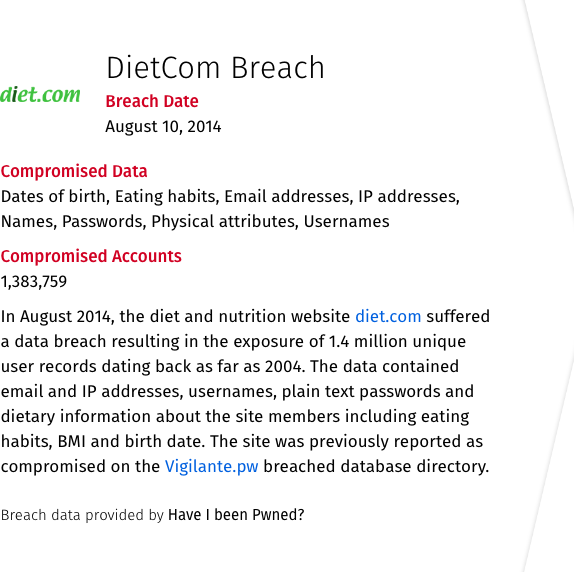 DietCom Breach
diet.com
Breach Date
August 10, 2014
Compromised Data
Dates of birth, Eating habits, Email addresses, IP addresses,
Names, Passwords, Physical attributes, Usernames
Compromised Accounts
1,383,759
In August 2014, the diet and nutrition website diet.com suffered
a data breach resulting in the exposure of 1.4 million unique
user records dating back as far as 2004. The data contained
email and IP addresses, usernames, plain text passwords and
dietary information about the site members including eating
habits, BMI and birth date. The site was previously reported as
compromised on the Vigilante.pw breached database directory.
Breach data provided by Have I been Pwned?